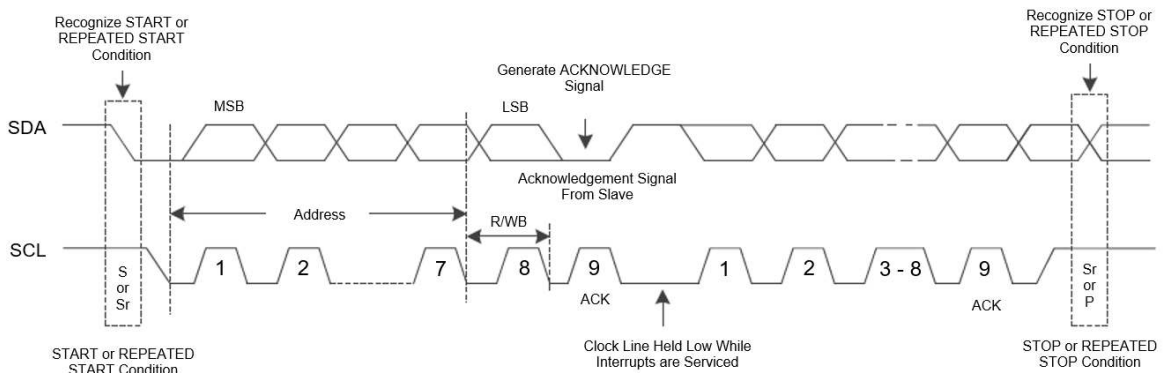 Recognize START or
REPEATED START
Condition
Recognize STOP or
REPEATED STOP
Condition
Generate ACKNOWLEDGE
Signal
MSB
LSB
SDA
Acknowledgement Signal
From Slave
Address
R/WB
SCL
S
or
Sr
1
2
7
8
9
1
2
3 - 8
9
Sr
or
P
ACK
ACK
START or REPEATED
START Condition
Clock Line Held Low While
Interrupts are Serviced
STOP or REPEATED
STOP Condition